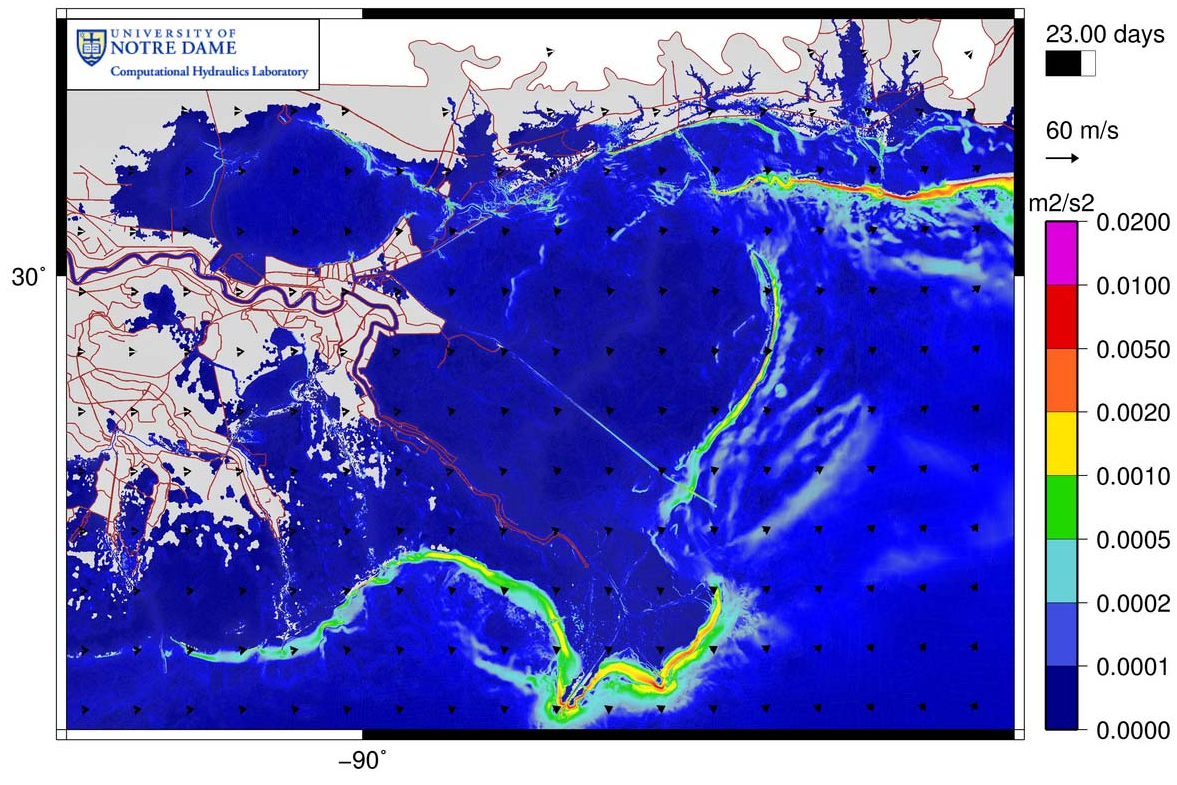 UNIVERSITY OF
NOTRE DAME
Computational Hydraulics Laboratory
23.00 days
60 m/s
m2/s2
0.0200
0.0100
0.0050
0.0020
0.0010
0.0005
0.0002
0.0001
0.0000
30°
−90°